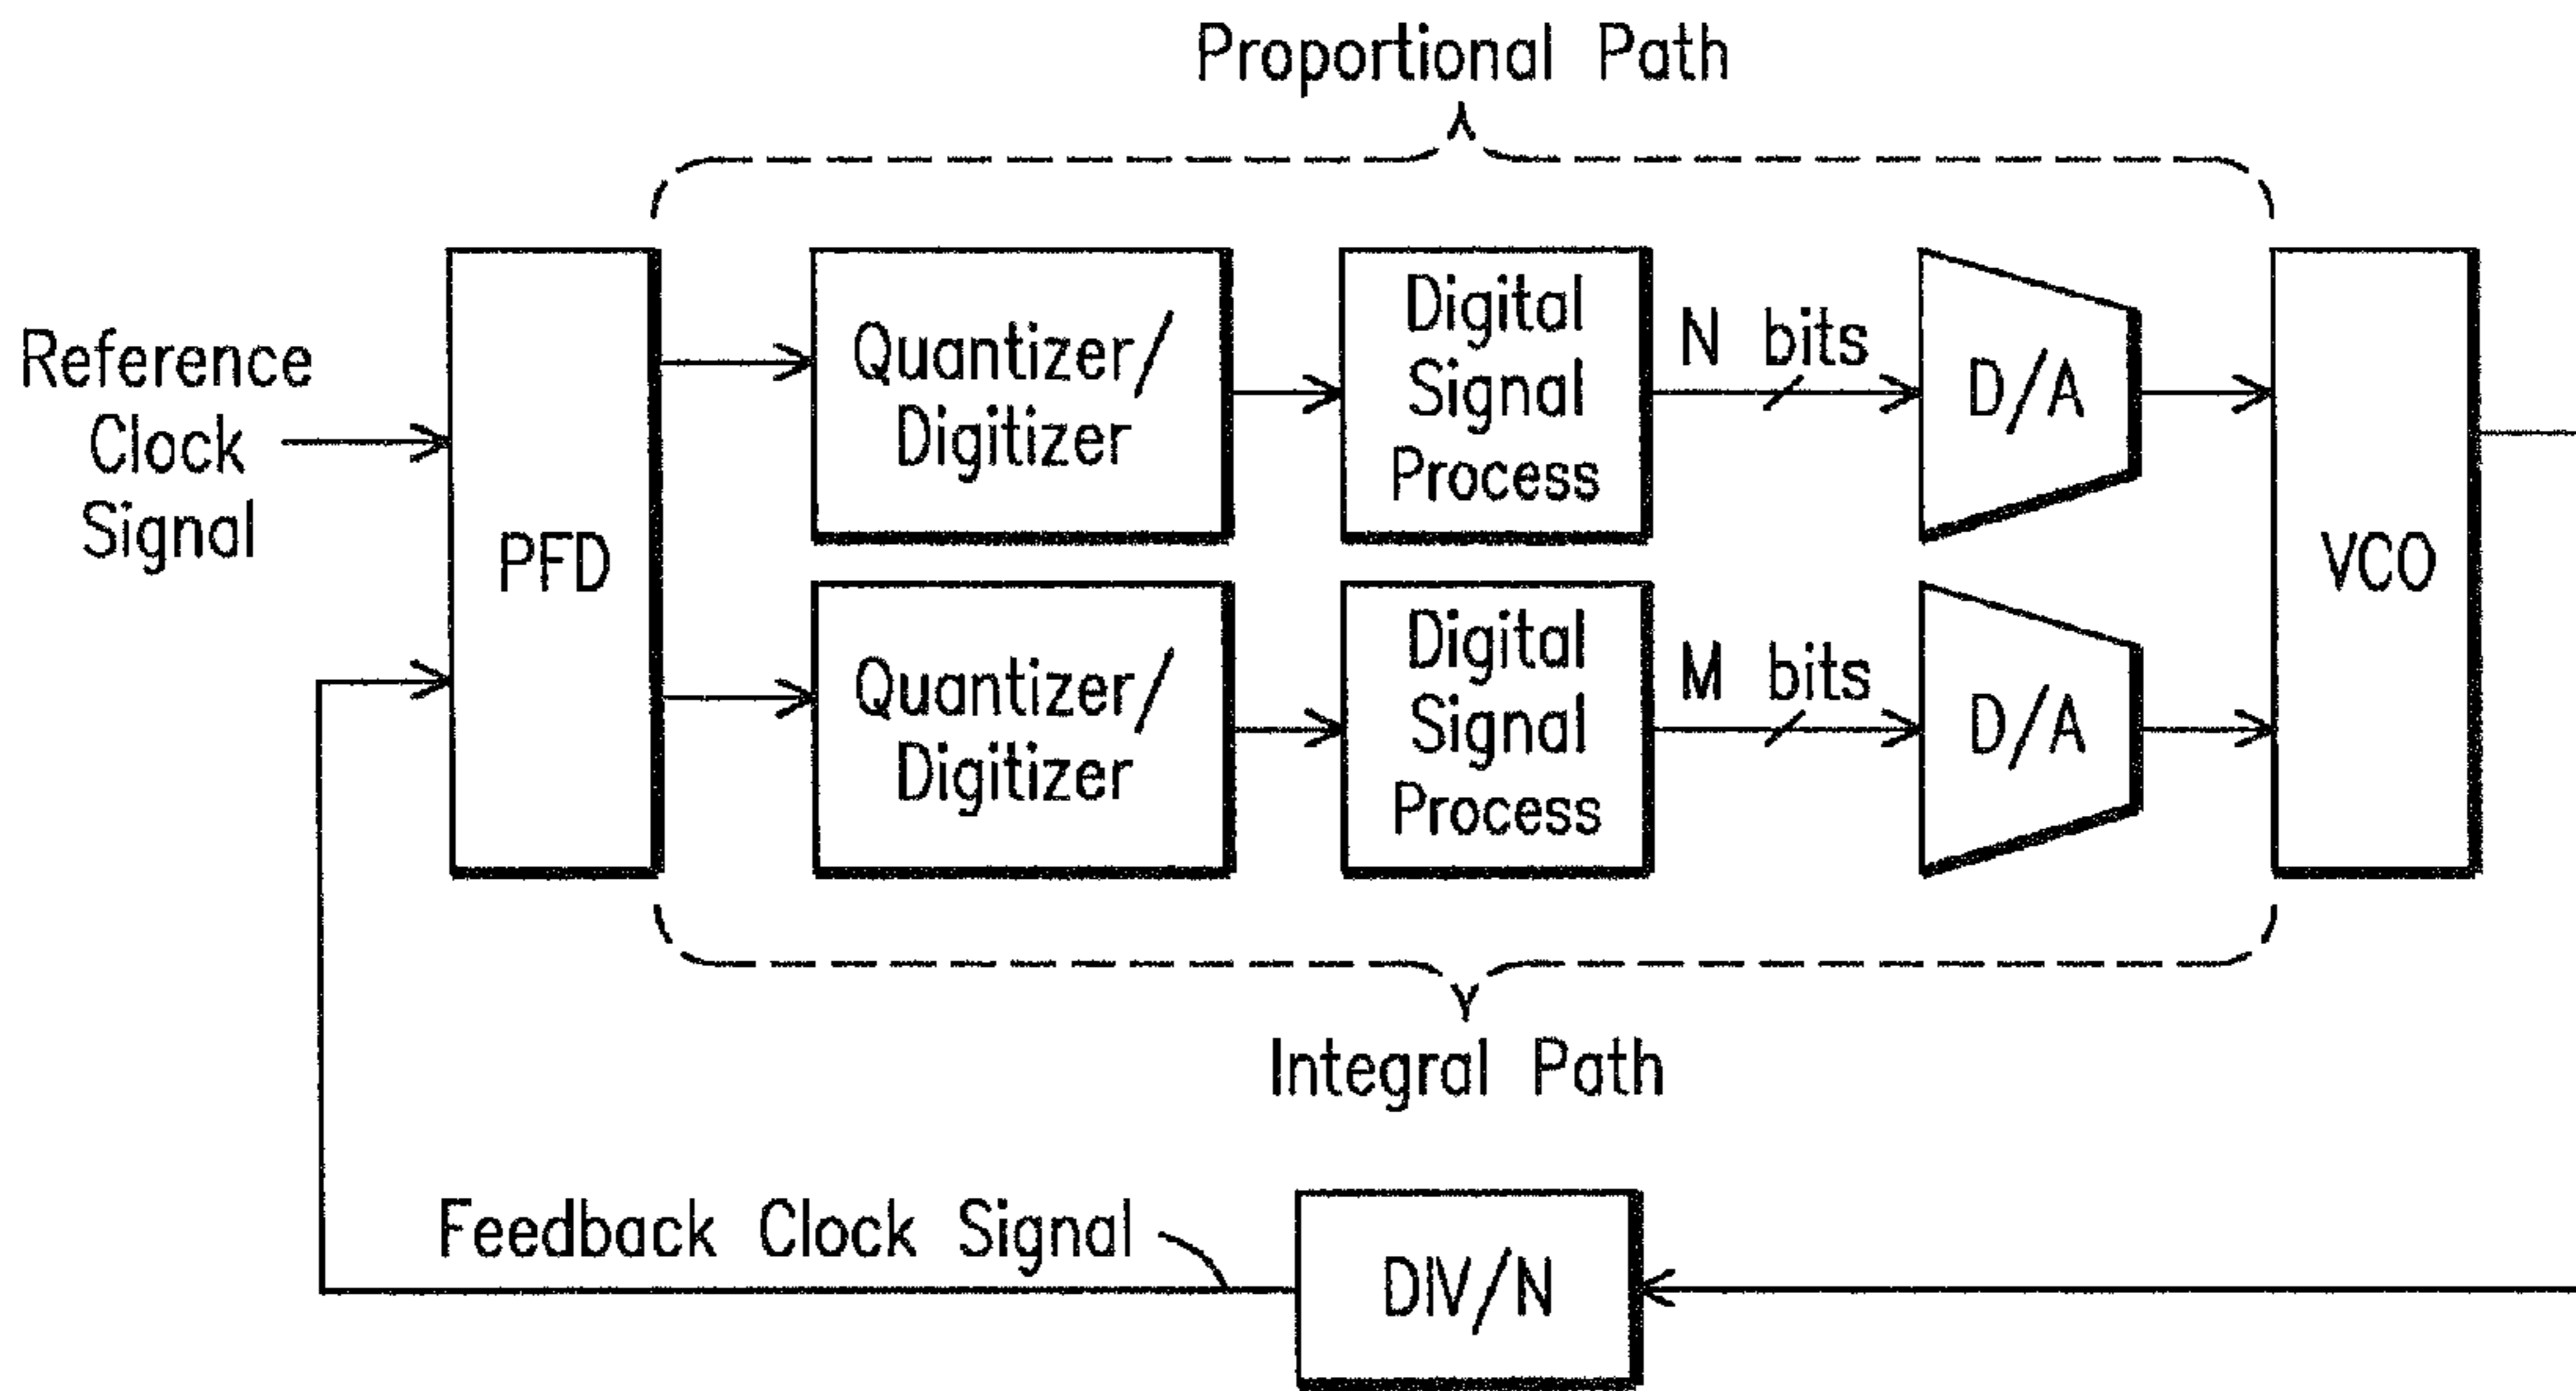 Proportional Path
Reference
Clock
Signal
PFD
Quantizer/
Digitizer
Digital
Signal
Process
N bits
D/A
VCO
Quantizer/
Digitizer
Digital
Signal
Process
M bits
D/A
Integral Path
Feedback Clock Signal
DIV/N